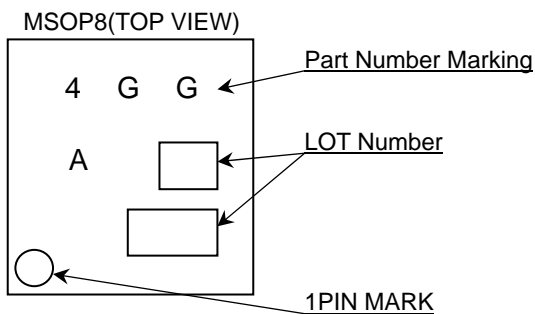 MSOP8(TOP VIEW)
4 G G
Part Number Marking
A
LOT Number
1PIN MARK